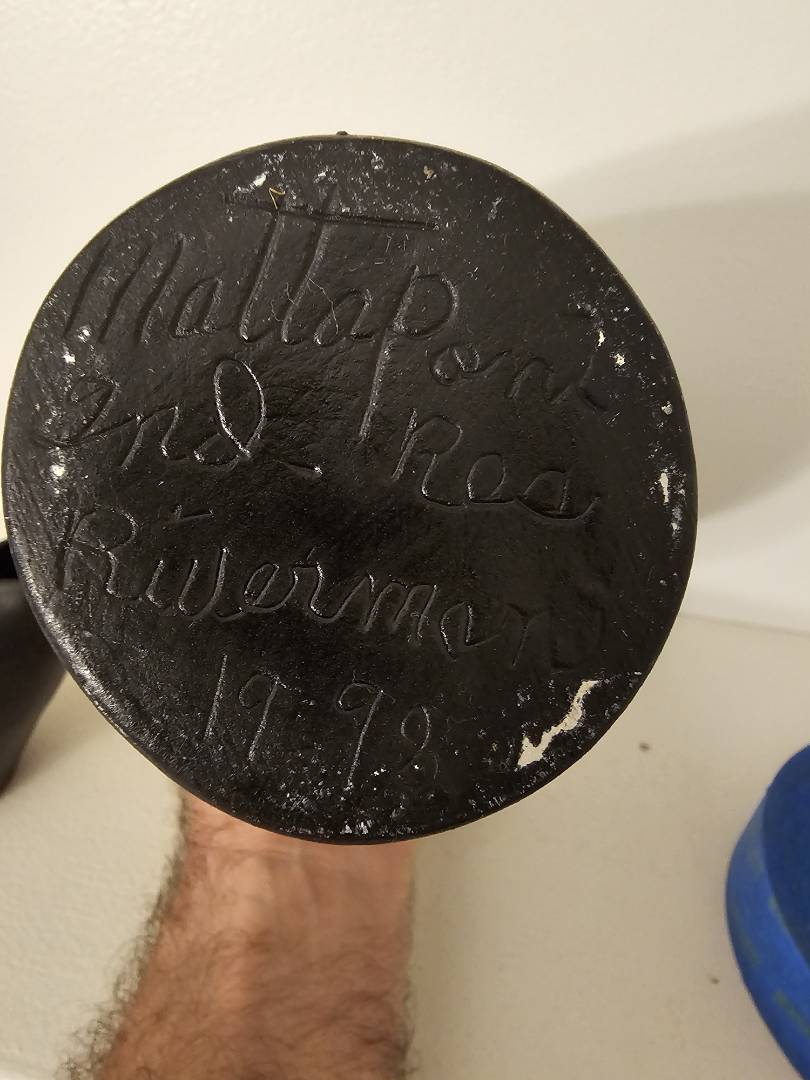 Mattaponi
Ind- Res
Riverman
1998